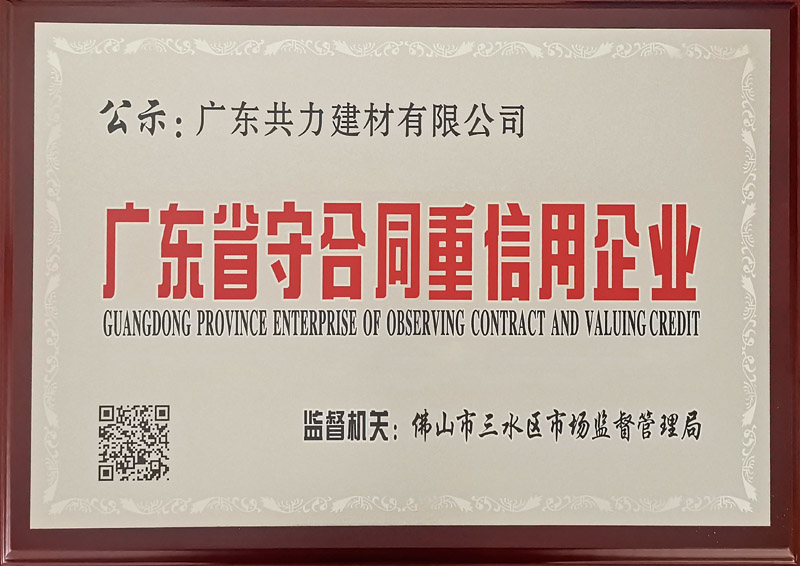 公示：广东共力建材有限公司
广东省守合同重信用企业
GUANGDONG PROVINCE ENTERPRISE OF OBSERVING CONTRACT AND VALUING CREDIT
监督机关：佛山市三水区市场监督管理局